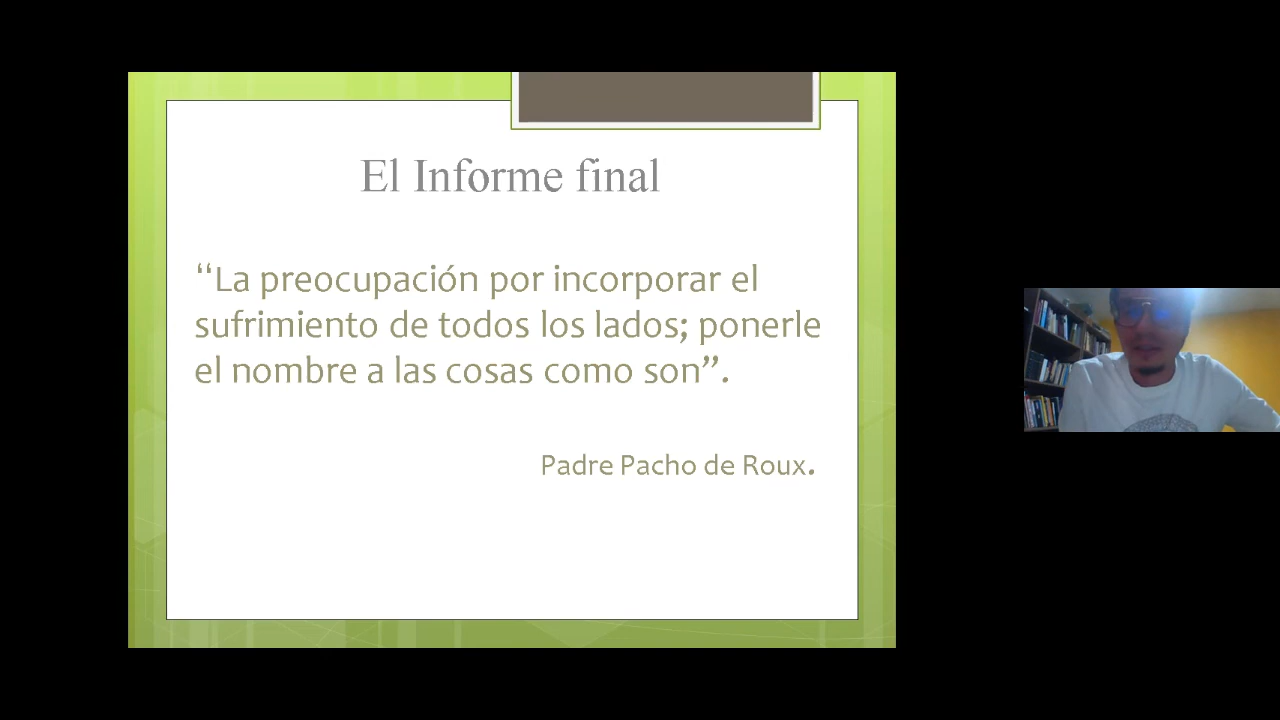 El Informe final
“La preocupación por incorporar el
sufrimiento de todos los lados; ponerle
el nombre a las cosas como son”.
Padre Pacho de Roux.